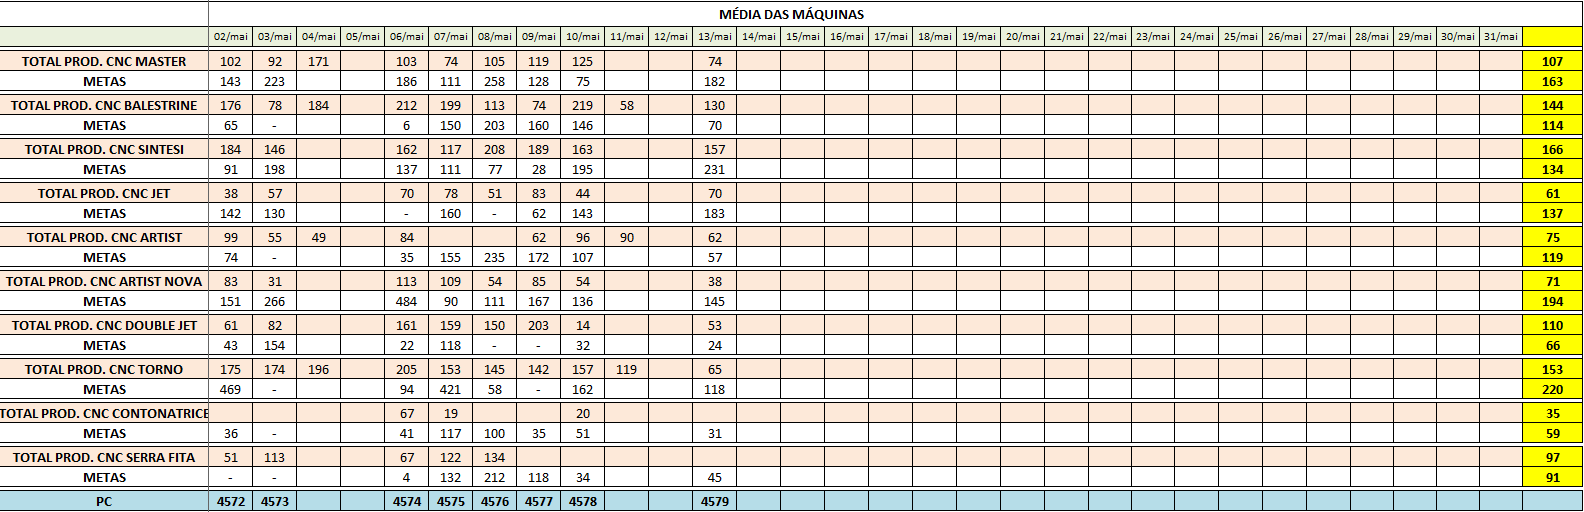 MÉDIA DAS MÁQUINAS
02/mai 03/mai 04/mai 05/mai 06/mai 07/mai 08/mai 09/mai 10/mai 11/mai 12/mai 13/mai 14/mai 15/mai 16/mai 17/mai 18/mai 19/mai 20/mai 21/mai 22/mai 23/mai 24/mai 25/mai 26/mai 27/mai 28/mai 29/mai 30/mai 31/mai
TOTAL PROD. CNC MASTER 102 92 171 103 74 105 119 125 74 107
METAS 143 223 186 111 258 128 75 182 163
TOTAL PROD. CNC BALESTRINE 176 78 184 212 199 113 74 219 58 130 144
METAS 65 - 6 150 203 160 146 70 114
TOTAL PROD. CNC SINTESI 184 146 162 117 208 189 163 157 166
METAS 91 198 137 111 77 28 195 231 134
TOTAL PROD. CNC JET 38 57 70 78 51 83 44 70 61
METAS 142 130 - 160 - 62 143 183 137
TOTAL PROD. CNC ARTIST 99 55 49 84 62 96 90 62 75
METAS 74 - 35 155 235 172 107 57 119
TOTAL PROD. CNC ARTIST NOVA 83 31 113 109 54 85 54 38 71
METAS 151 266 484 90 111 167 136 145 194
TOTAL PROD. CNC DOUBLE JET 61 82 161 159 150 203 14 53 110
METAS 43 154 22 118 - - 32 24 66
TOTAL PROD. CNC TORNO 175 174 196 205 153 145 142 157 119 65 153
METAS 469 - 94 421 58 - 162 118 220
TOTAL PROD. CNC CONTONATRICE 67 19 20 35
METAS 36 - 41 117 100 35 51 31 59
TOTAL PROD. CNC SERRA FITA 51 113 67 122 134 97
METAS - - 4 132 212 118 34 45 91
PC 4572 4573 4574 4575 4576 4577 4578 4579